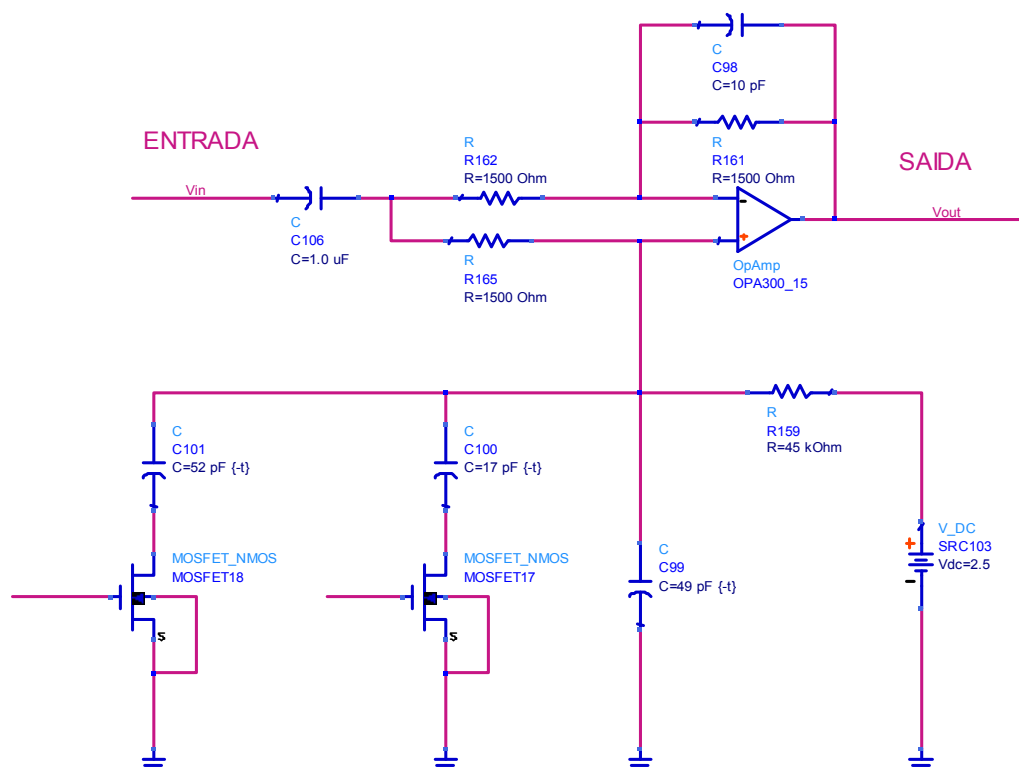 C
C98
C=10 pF
ENTRADA
R
R162
R=1500 Ohm
R
R161
R=1500 Ohm
SAIDA
Vin
Vout
-
+
C
C106
C=1.0 uF
R
R165
R=1500 Ohm
OpAmp
OPA300_15
C
C101
C=52 pF {-t}
C
C100
C=17 pF {-t}
R
R159
R=45 kOhm
MOSFET_NMOS
MOSFET18
S
MOSFET_NMOS
MOSFET17
S
C
C99
C=49 pF {-t}
V_DC
SRC103
Vdc=2.5
+
-